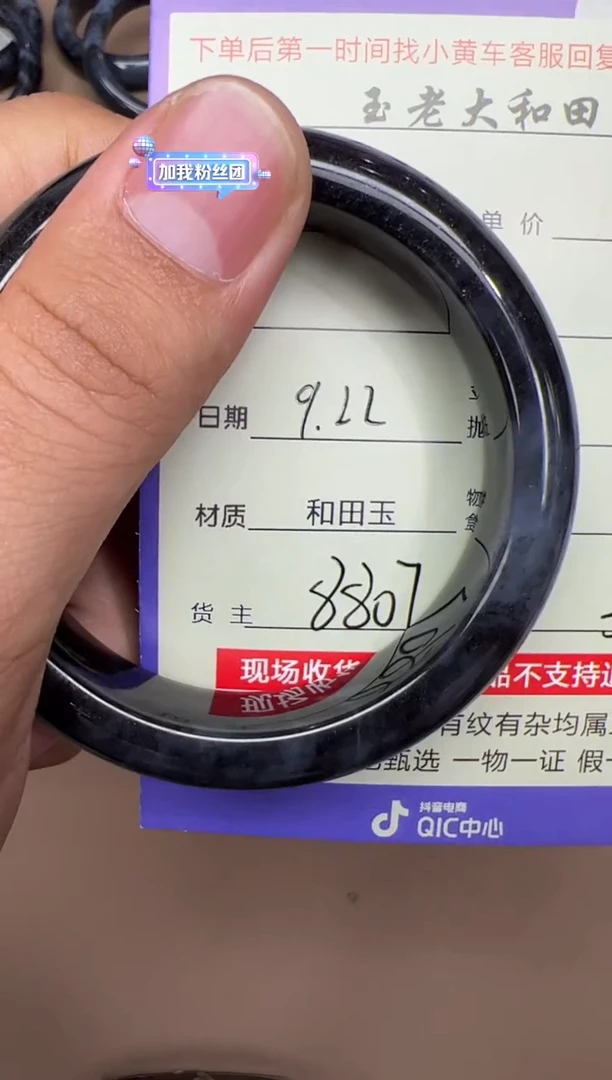 下单后第一时间找小黄车客服回复
玉老大和田
加我粉丝团
单价
日期 9.22
抛
材质 和田玉
物
货主 8807
现场收货 品不支持退
有纹有杂均属
甄选 一物一证 假一
抖音电商
QIC中心